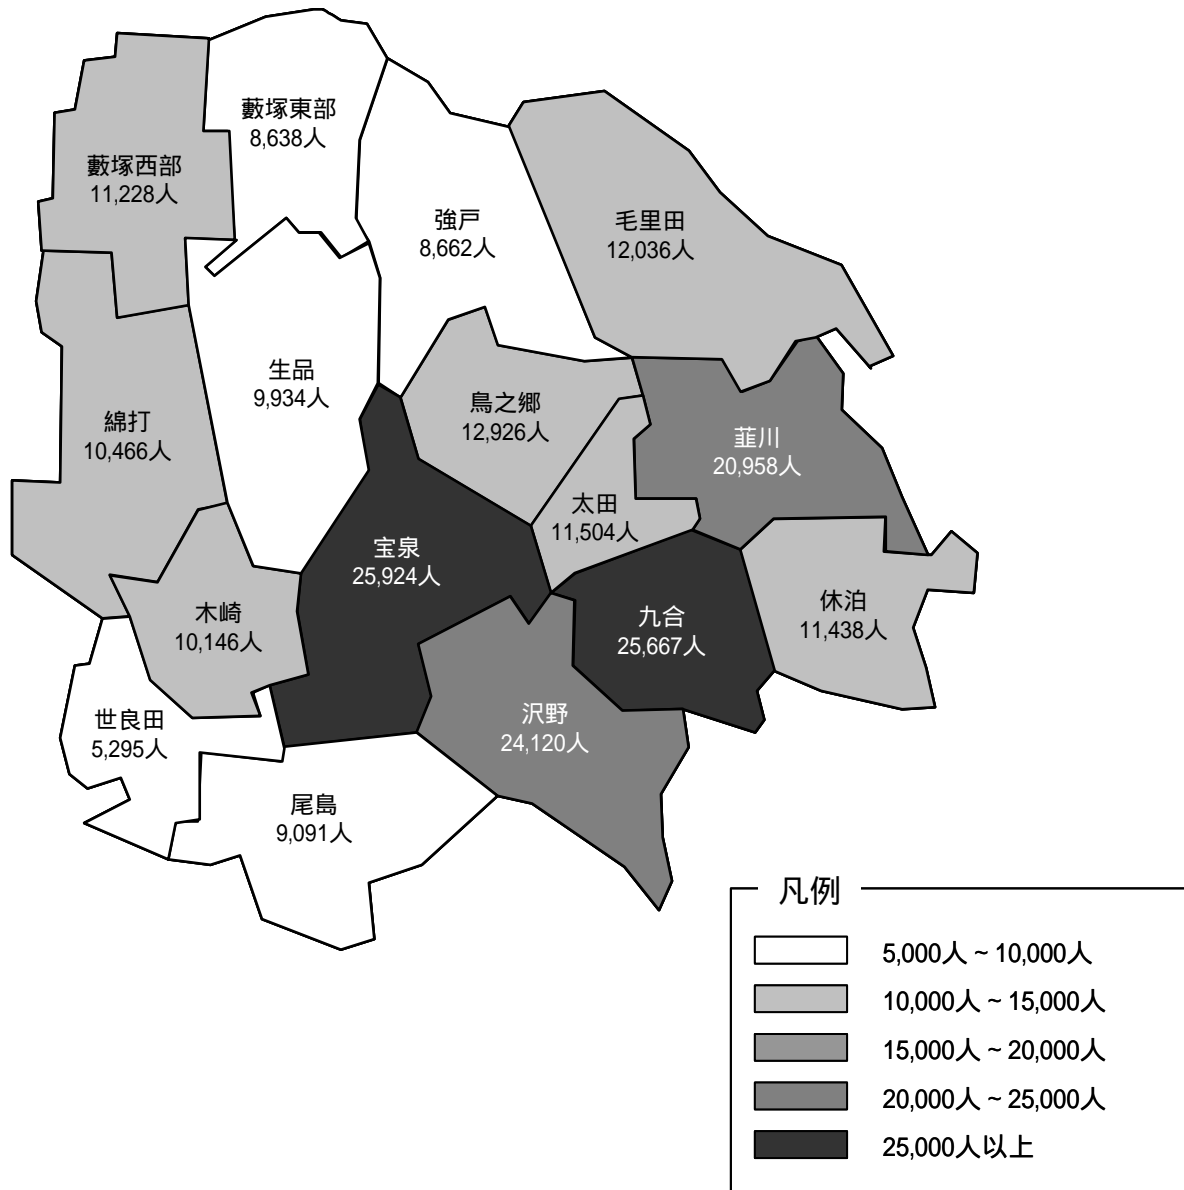 藪塚東部
8,638人
藪塚西部
11,228人
強戸
8,662人
毛里田
12,036人
生品
9,934人
鳥之郷
12,926人
綿打
10,466人
韮川
20,958人
太田
11,504人
宝泉
25,924人
木崎
10,146人
九合
25,667人
休泊
11,438人
世良田
5,295人
沢野
24,120人
尾島
9,091人
凡例
5,000人~10,000人
10,000人~15,000人
15,000人~20,000人
20,000人~25,000人
25,000人以上